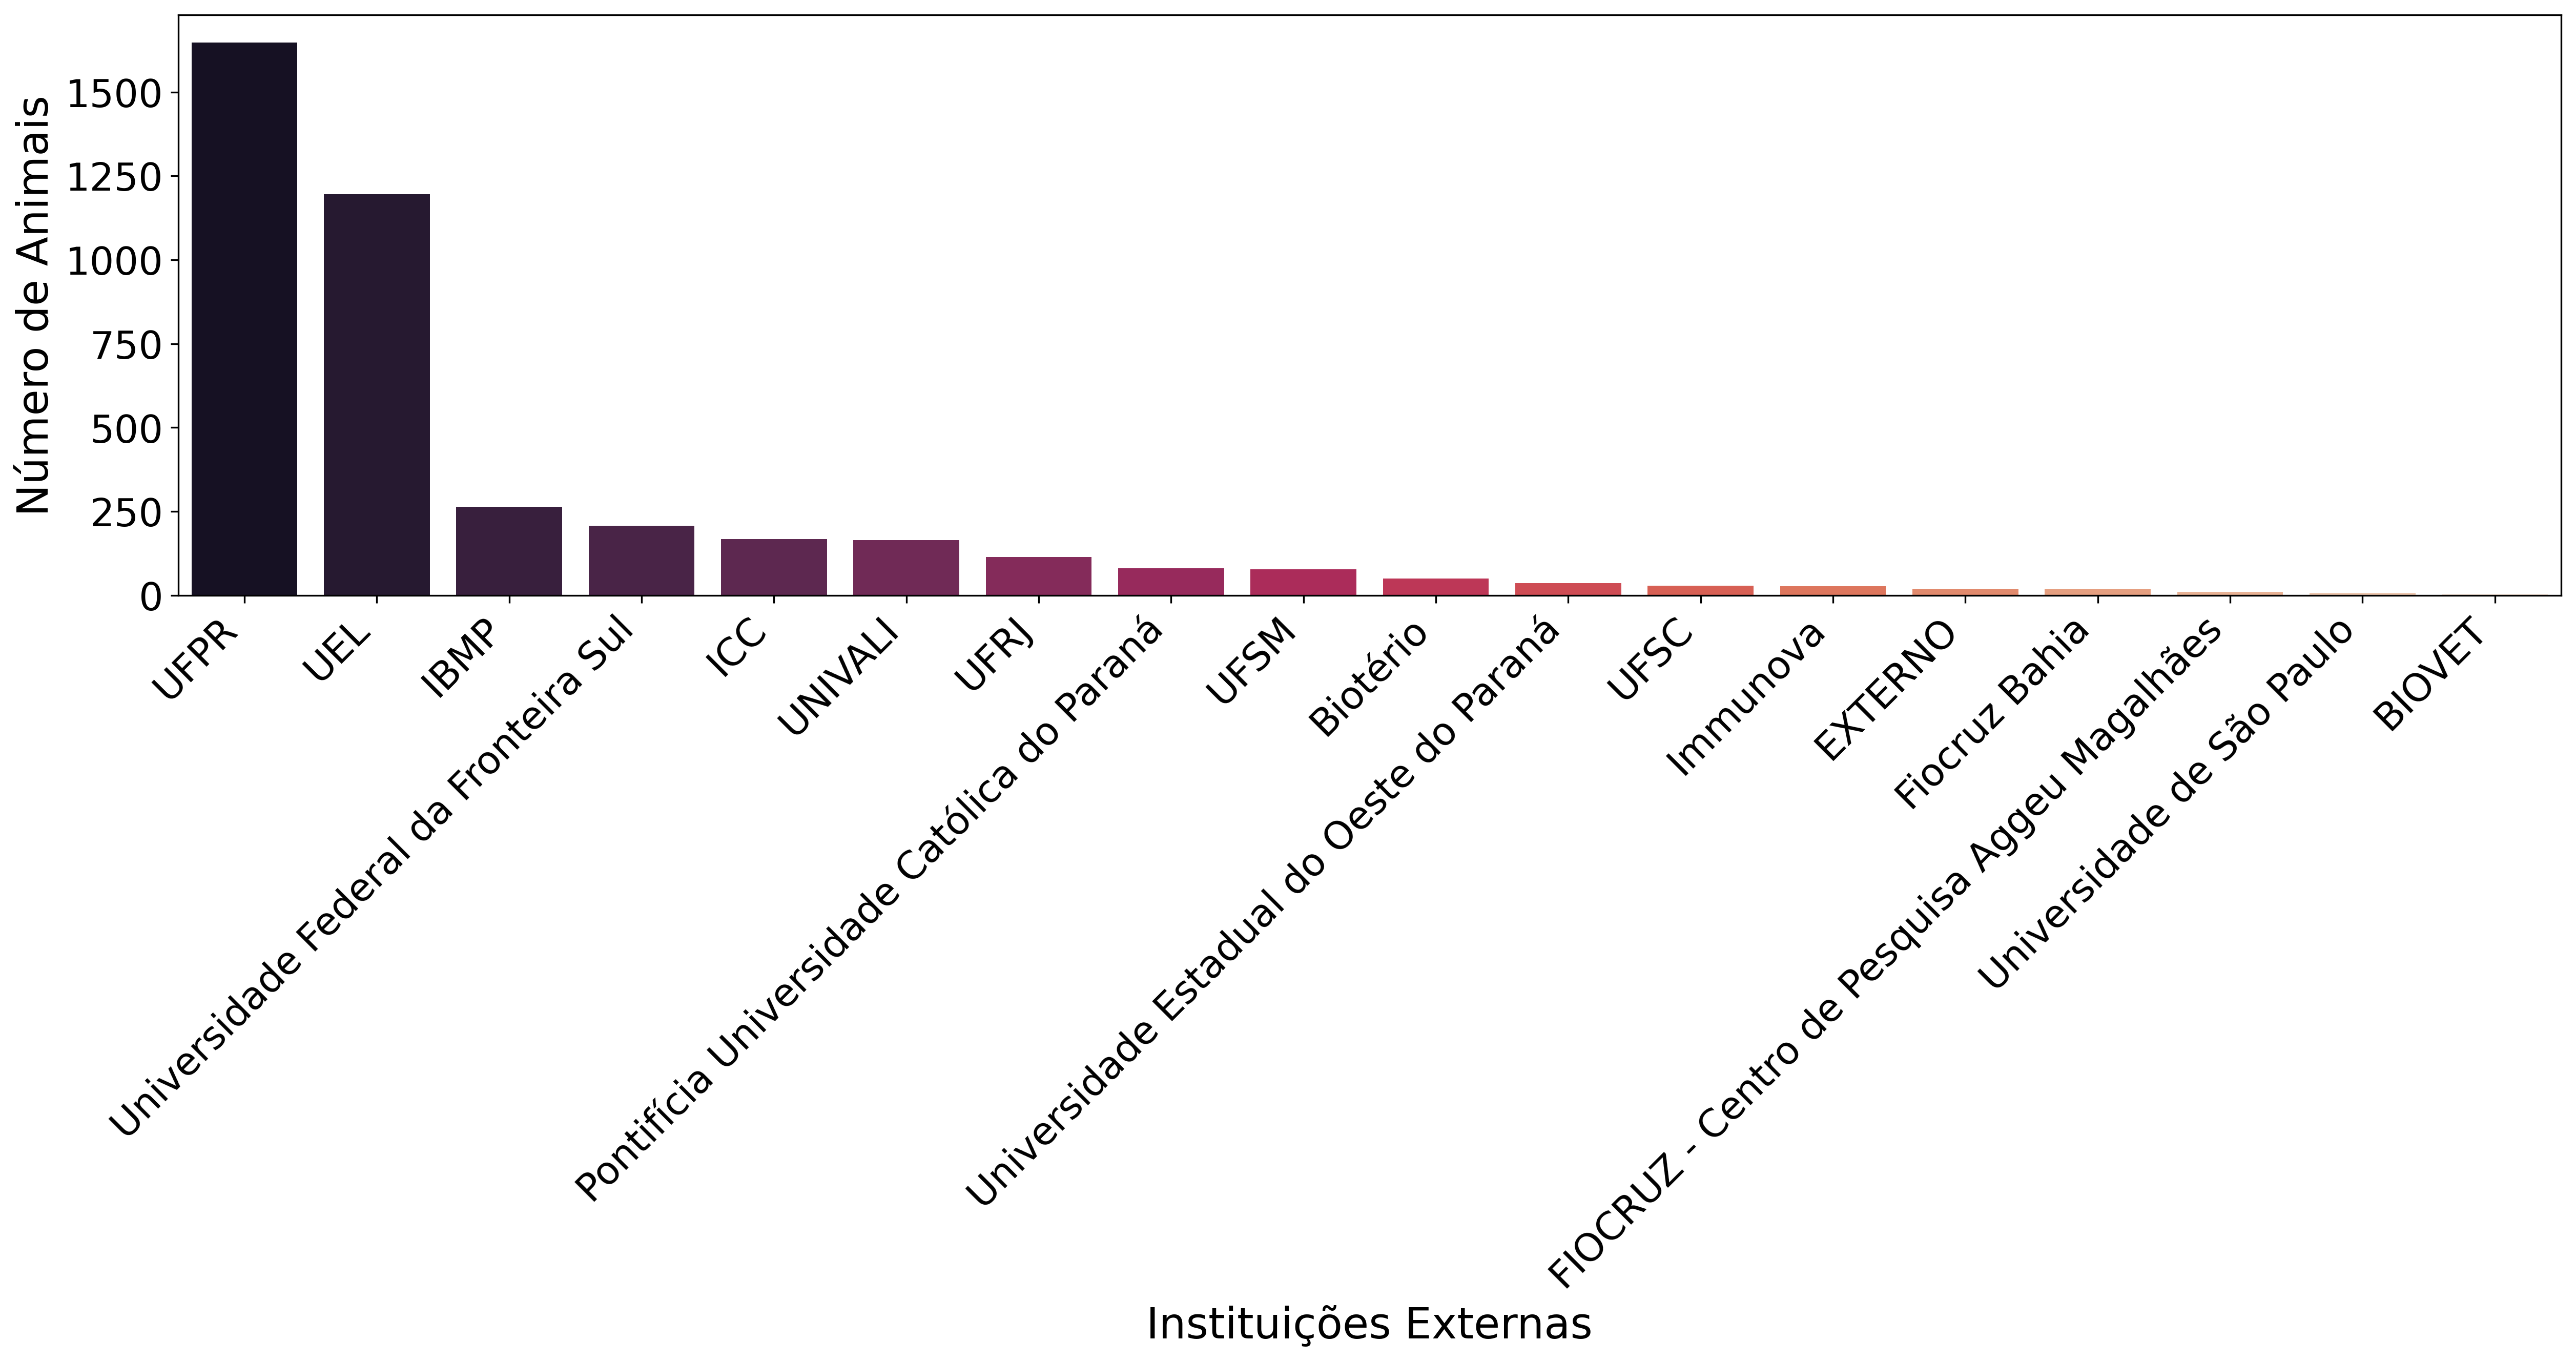 Número de Animais
1500
1250
1000
750
500
250
0
UFPR
UEL
IBMP
Universidade Federal da Fronteira Sul
ICC
UNIVALI
UFRJ
Pontifícia Universidade Católica do Paraná
UFSM
Biotério
Universidade Estadual do Oeste do Paraná
UFSC
Immunova
EXTERNO
Fiocruz Bahia
FIOCRUZ - Centro de Pesquisa Aggeu Magalhães
Universidade de São Paulo
BIOVET
Instituições Externas